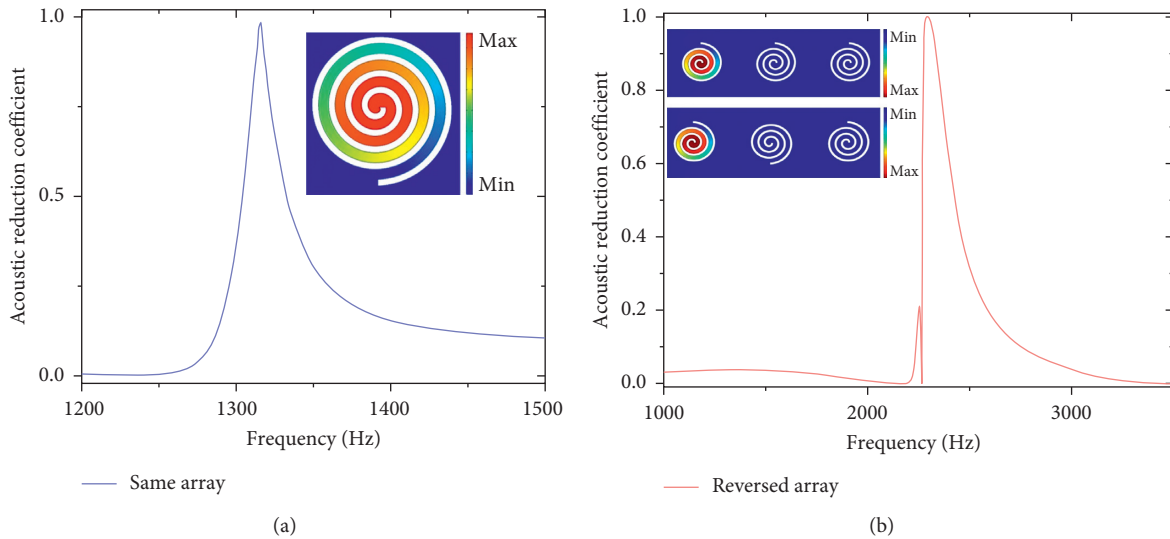 1.0
0.5
0.0
Acoustic reduction coefficient
Max
Min
1200
1300
1400
1500
Frequency (Hz)
Same array
(a)
1.0
0.8
0.6
0.4
0.2
0.0
Acoustic reduction coefficient
Min
Max
Min
Max
1000
2000
3000
Frequency (Hz)
Reversed array
(b)